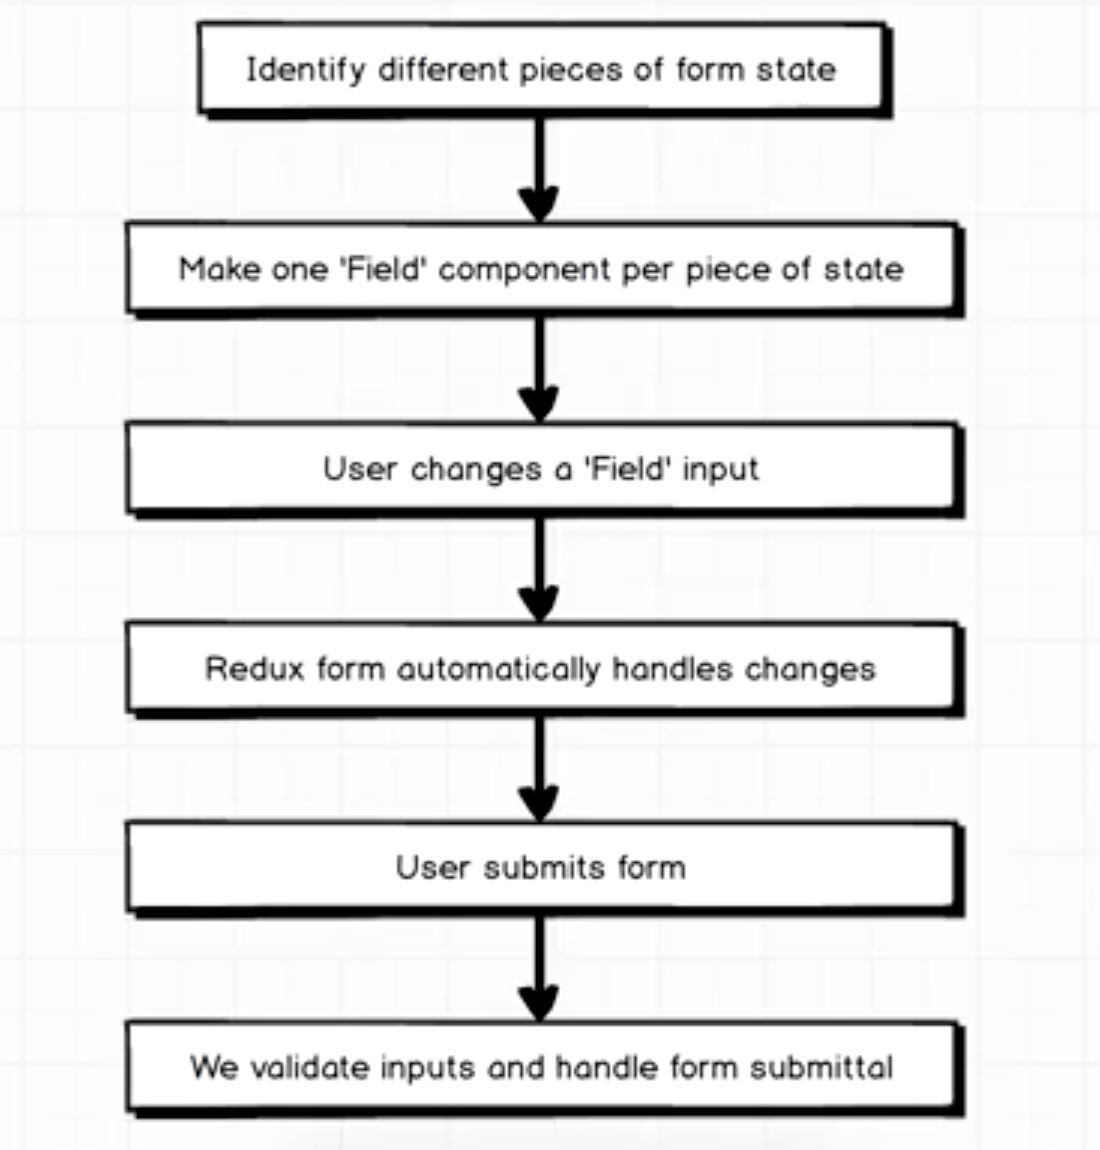 Identify different pieces of form state
Make one 'Field' component per piece of state
User changes a 'Field' input
Redux form automatically handles changes
User submits form
We validate inputs and handle form submittal